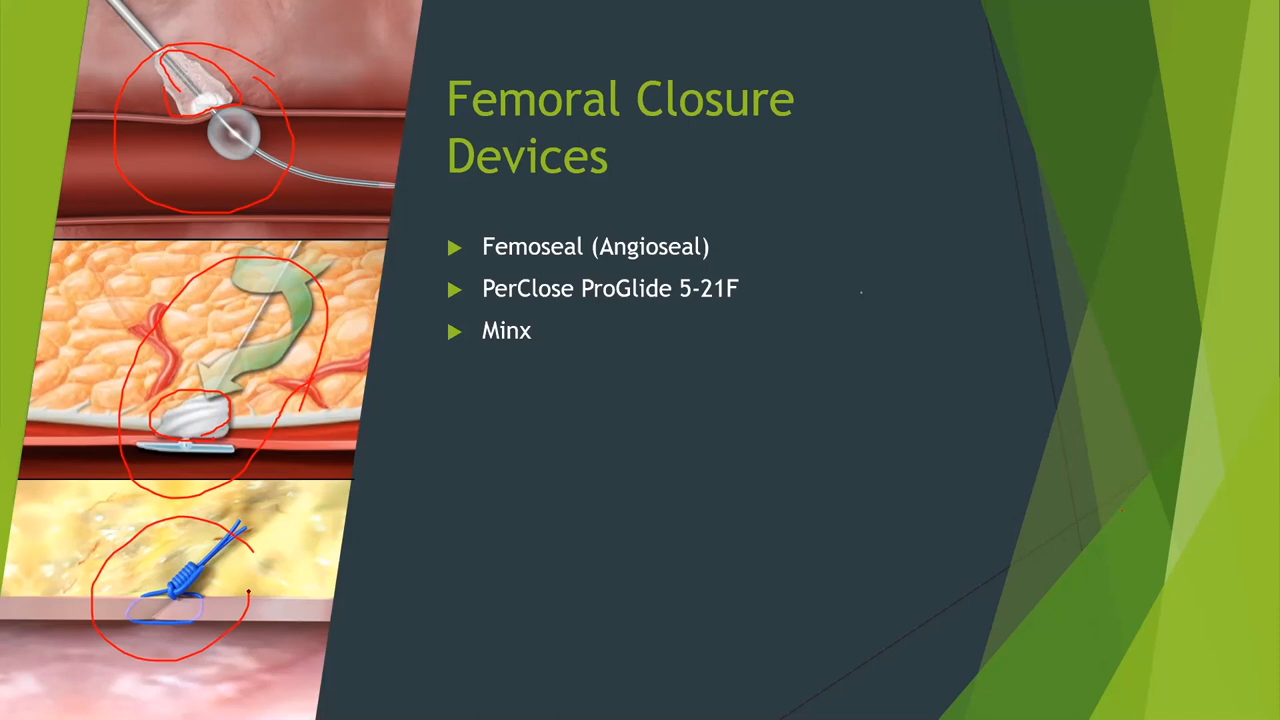 Femoral Closure
Devices
Femoseal (Angioseal)
PerClose ProGlide 5-21F
Minx